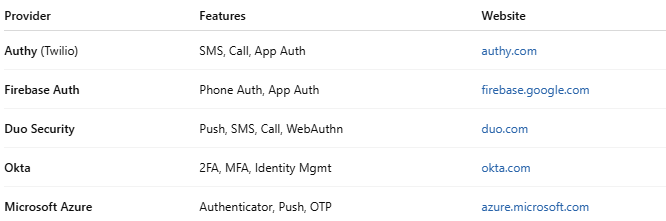 Provider Features Website
Authy (Twilio) SMS, Call, App Auth authy.com
Firebase Auth Phone Auth, App Auth firebase.google.com
Duo Security Push, SMS, Call, WebAuthn duo.com
Okta 2FA, MFA, Identity Mgmt okta.com
Microsoft Azure Authenticator, Push, OTP azure.microsoft.com